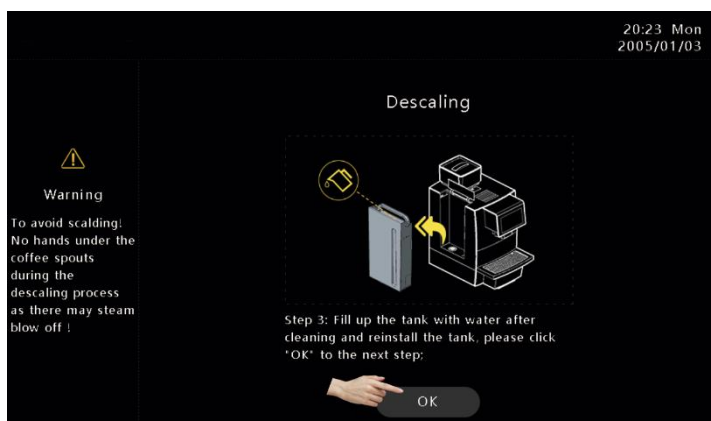 20:23 Mon
2005/01/03
Descaling
Warning
To avoid scalding!
No hands under the
coffee spouts
during the
descaling process
as there may steam
blow off !
Step 3: Fill up the tank with water after
cleaning and reinstall the tank, please click
"OK" to the next step;
OK